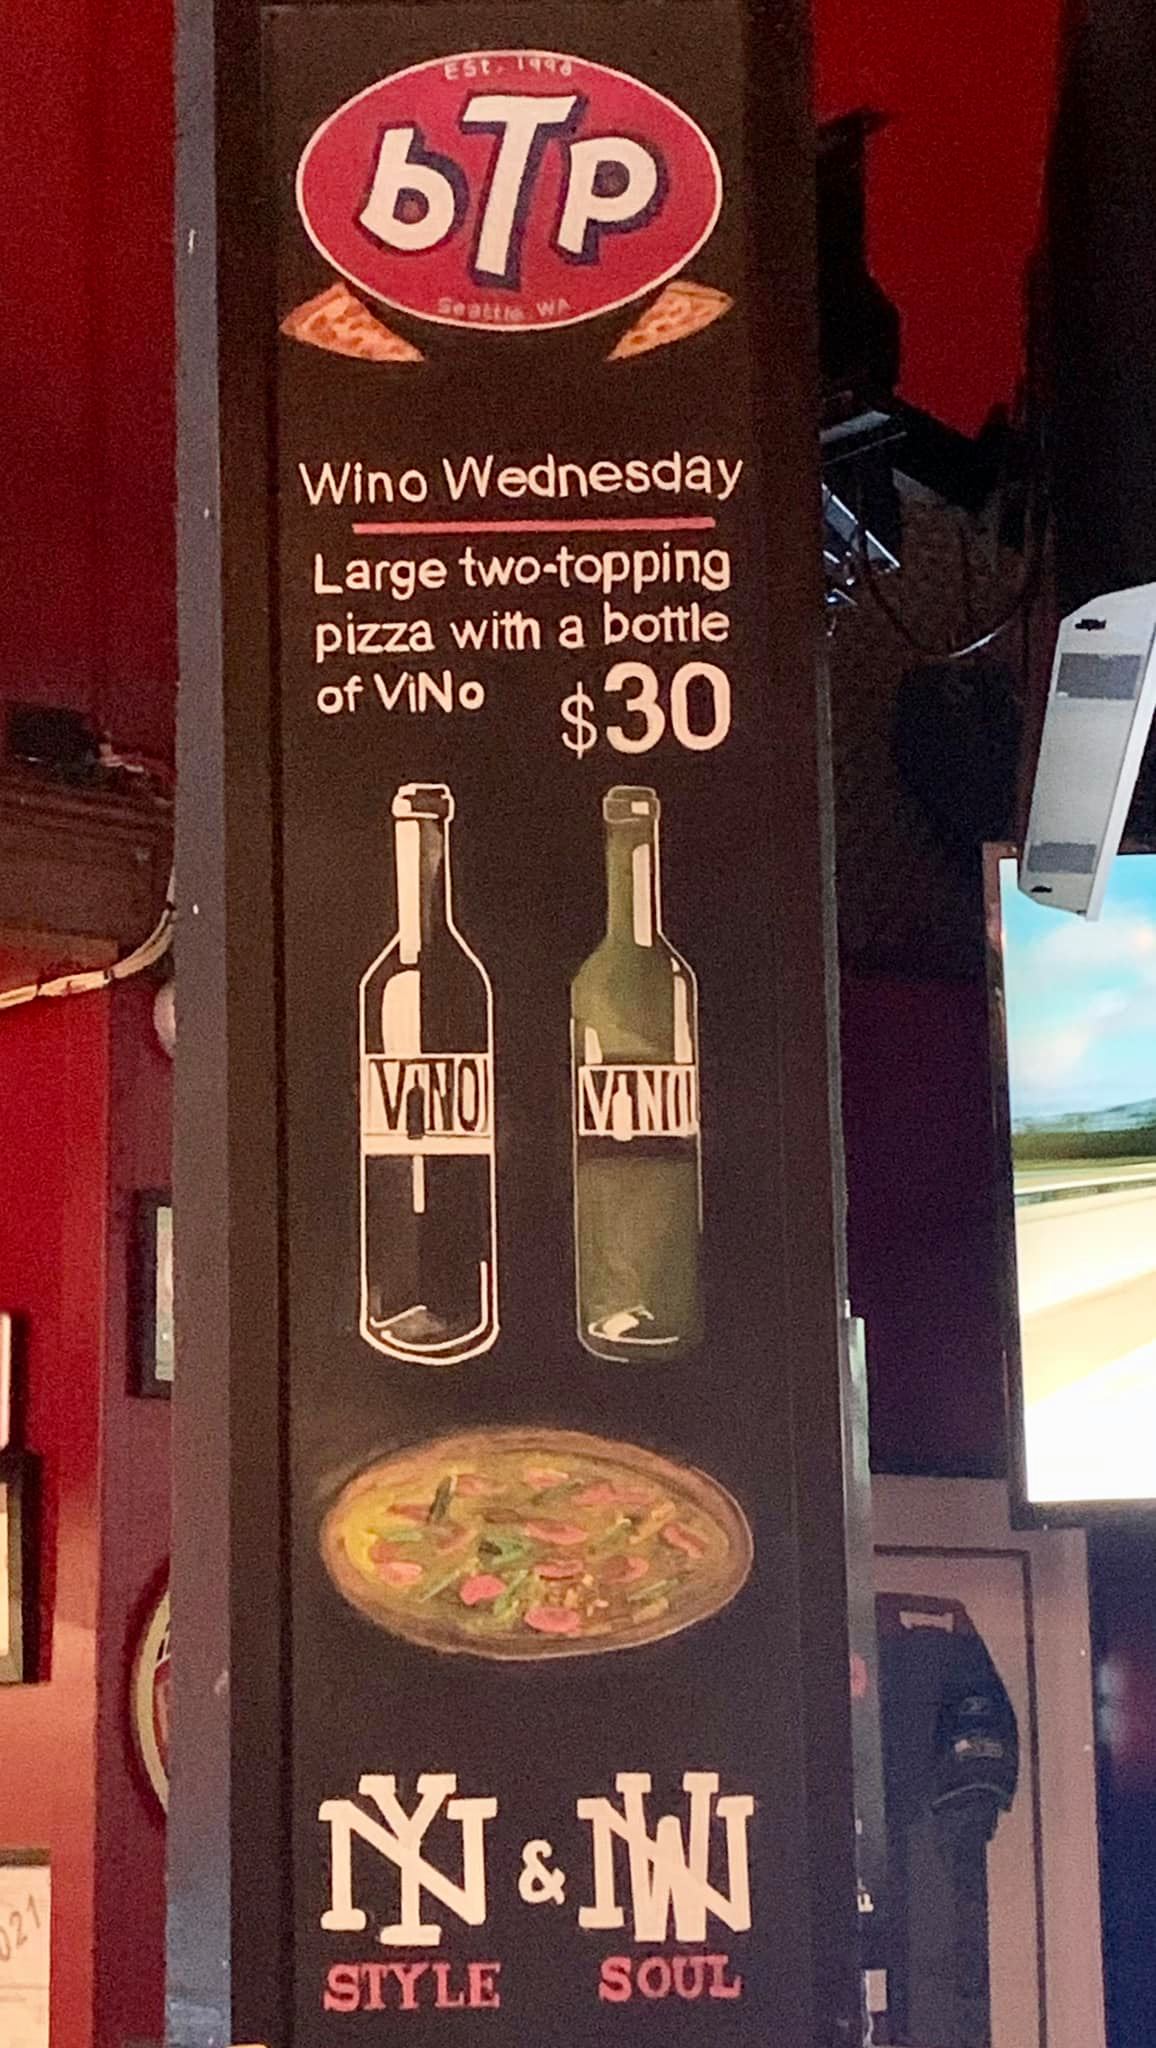 Est. 1998
bTp
Seattle, WA
Wino Wednesday
Large two-topping
pizza with a bottle
of ViNo $30
ViNO
ViNO
NY & NW
STYLE SOUL
021